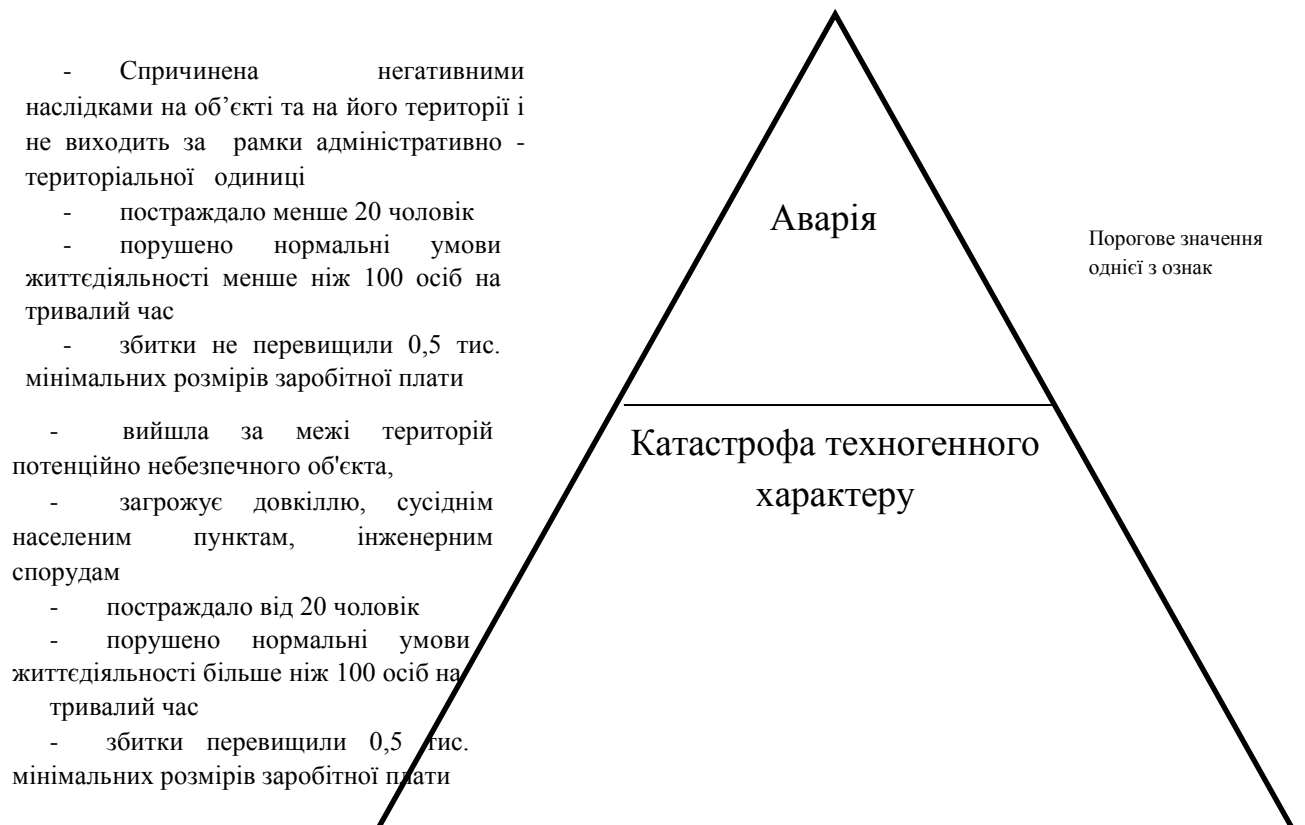 - Спричинена негативними
наслідками на об’єкті та на його території і
не виходить за рамки адміністративно -
територіальної одиниці
- постраждало менше 20 чоловік
- порушено нормальні умови
життєдіяльності менше ніж 100 осіб на
тривалий час
- збитки не перевищили 0,5 тис.
мінімальних розмірів заробітної плати
- вийшла за межі територій
потенційно небезпечного об'єкта,
- загрожує довкіллю, сусіднім
населеним пунктам, інженерним
спорудам
- постраждало від 20 чоловік
- порушено нормальні умови
життєдіяльності більше ніж 100 осіб на
тривалий час
- збитки перевищили 0,5 тис.
мінімальних розмірів заробітної плати
Аварія
Катастрофа техногенного
характеру
Порогове значення
однієї з ознак